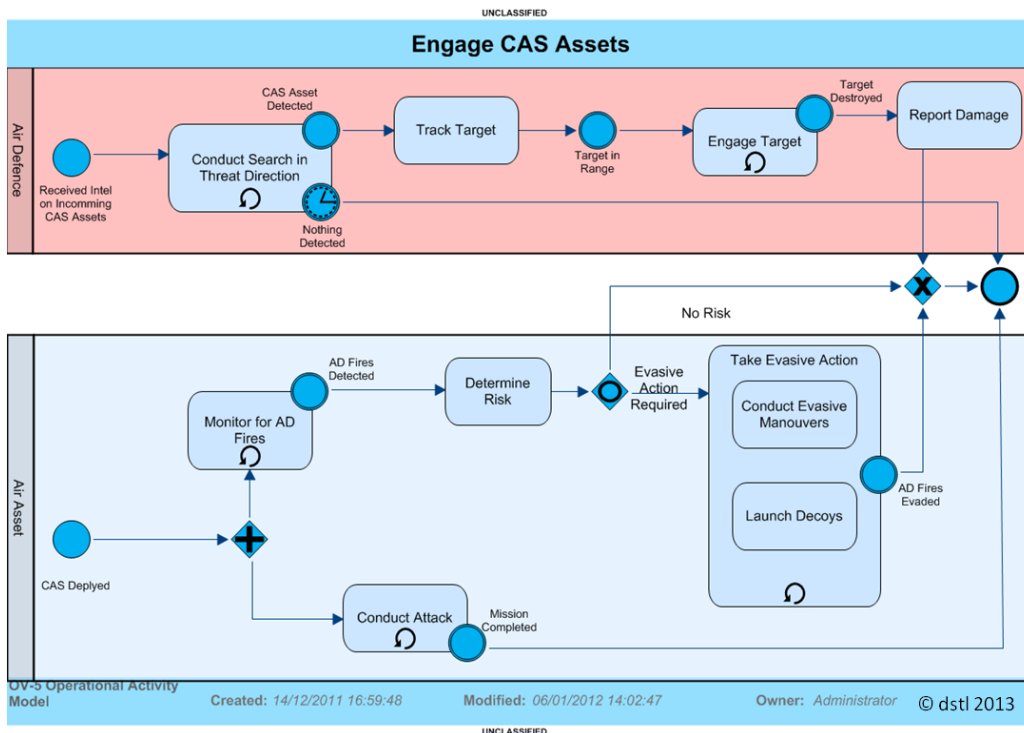 UNCLASSIFIED
Engage CAS Assets
Air Defence
Received Intel
on Incomming
CAS Assets
Conduct Search in
Threat Direction
CAS Asset
Detected
Nothing
Detected
Track Target
Target in
Range
Engage Target
Target
Destroyed
Report Damage
No Risk
Air Asset
CAS Deplyed
Monitor for AD
Fires
AD Fires
Detected
Determine
Risk
Evasive
Action
Required
Take Evasive Action
Conduct Evasive
Manouvers
Launch Decoys
AD Fires
Evaded
Conduct Attack
Mission
Completed
OV-5 Operational Activity
Model
Created: 14/12/2011 16:59:48
Modified: 06/01/2012 14:02:47
Owner: Administrator
© dstl 2013
UNCLASSIFIED